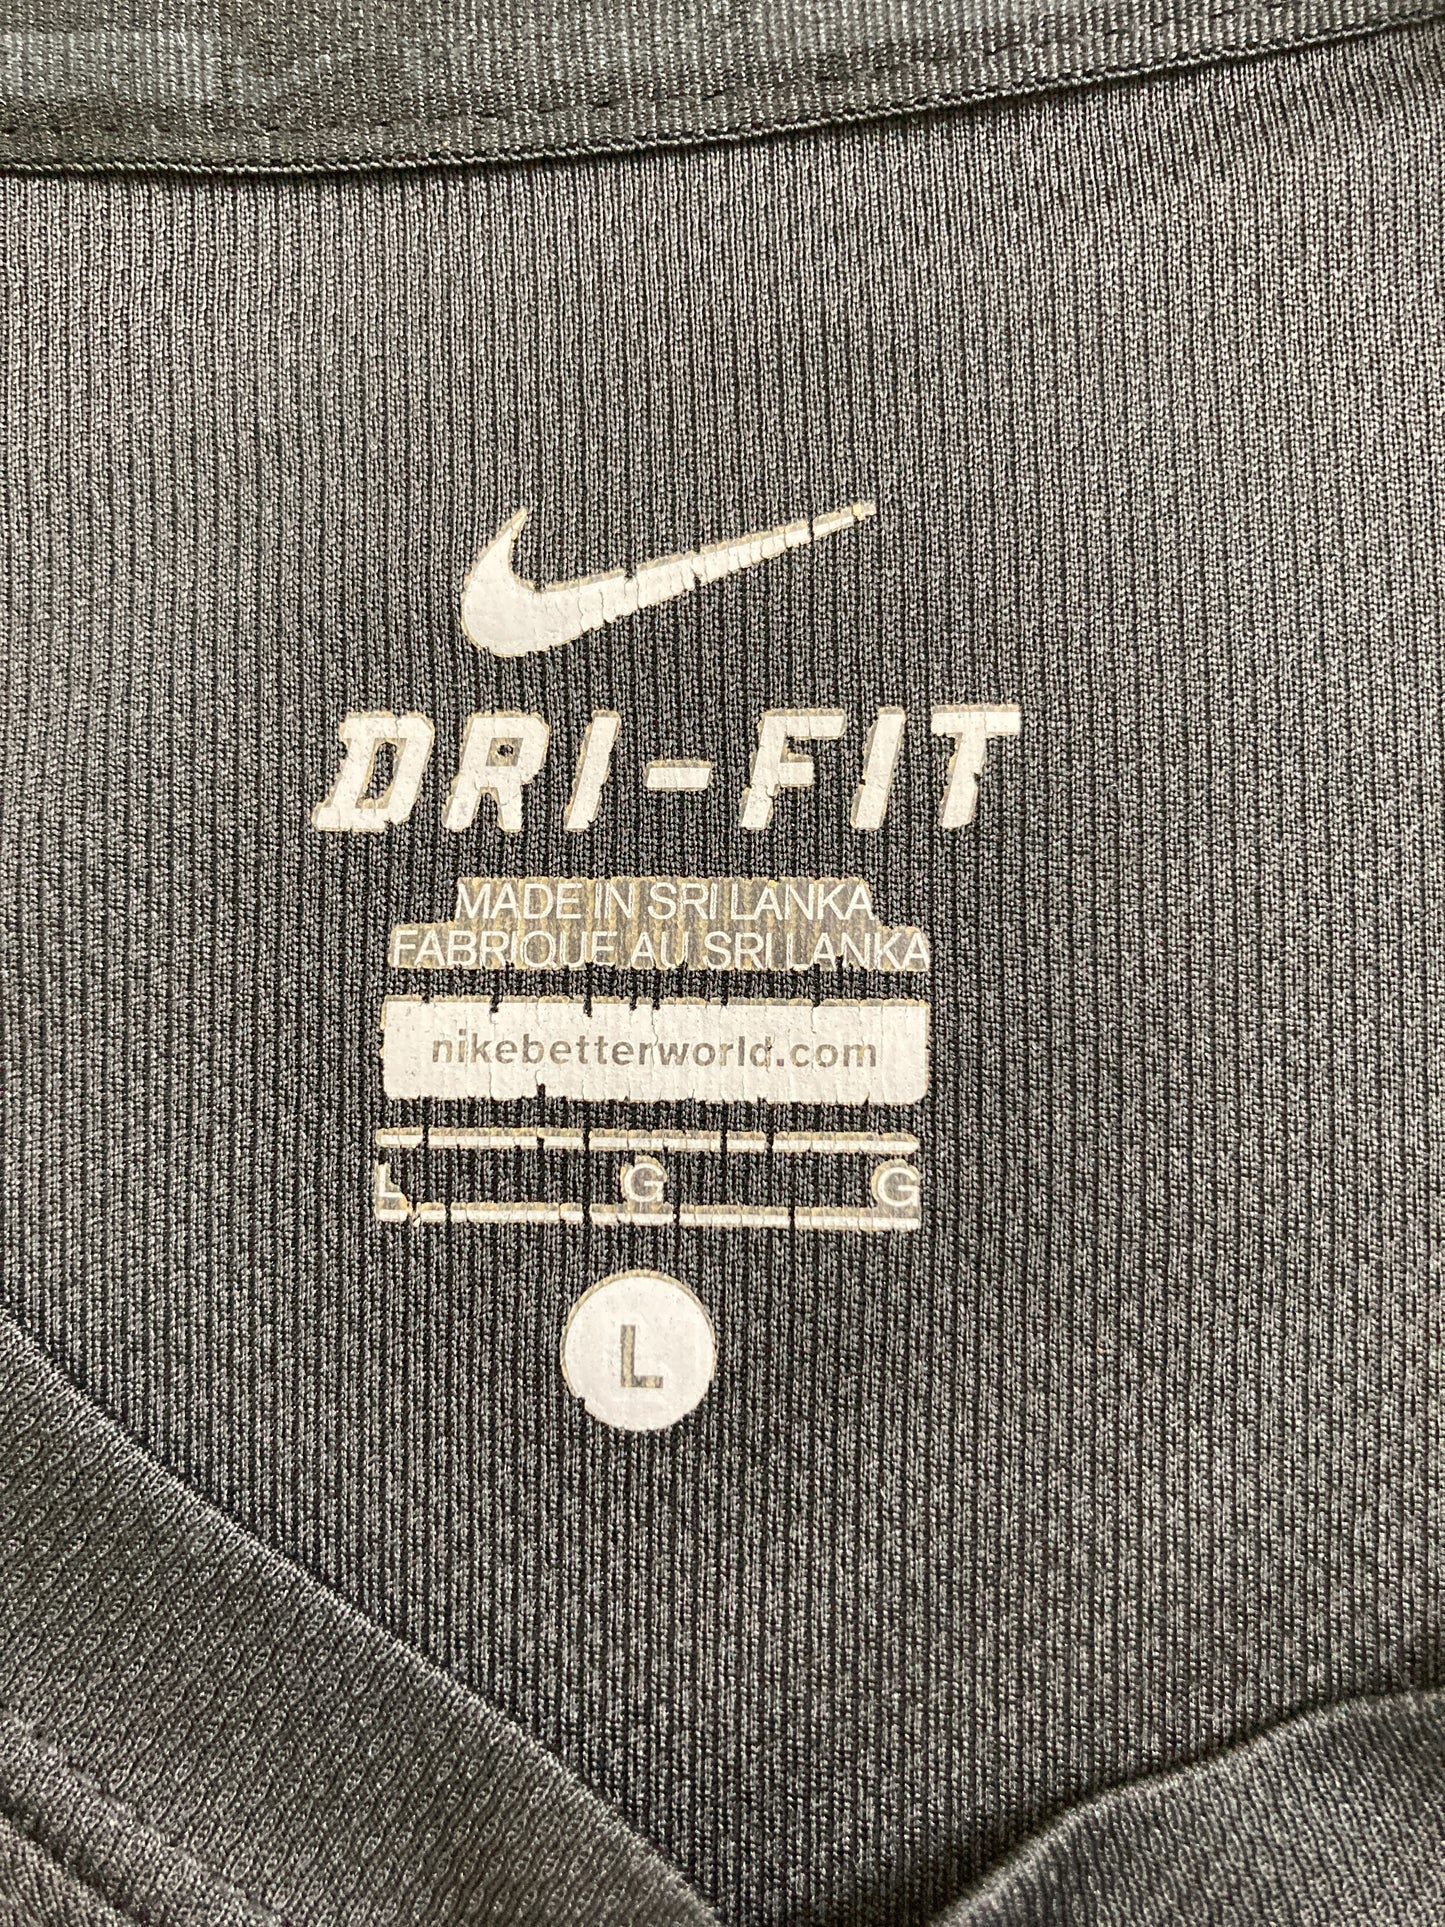 DRI-FIT
MADE IN SRI LANKA
FABRIQUE AU SRI LANKA
nikebetterworld.com
L G G
L